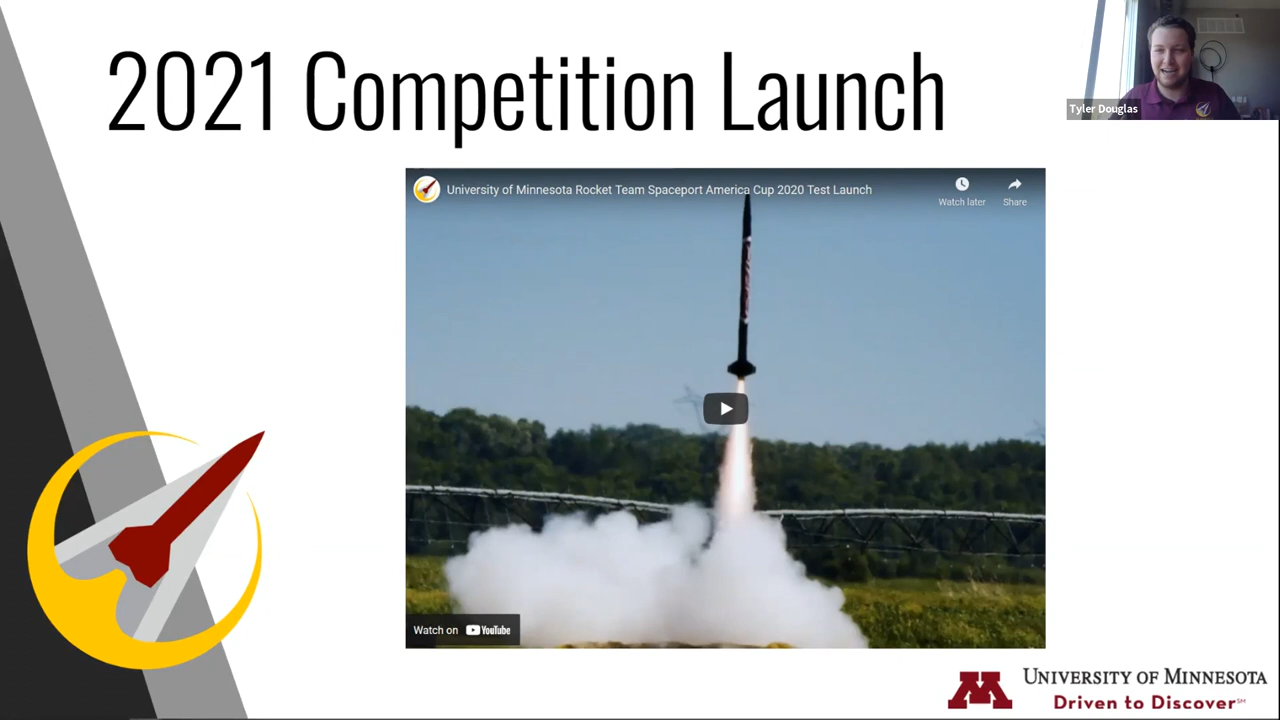 2021 Competition Launch
Tyler Douglas
University of Minnesota Rocket Team Spaceport America Cup 2020 Test Launch
Watch later
Share
Watch on YouTube
M
UNIVERSITY OF MINNESOTA
Driven to Discover℠